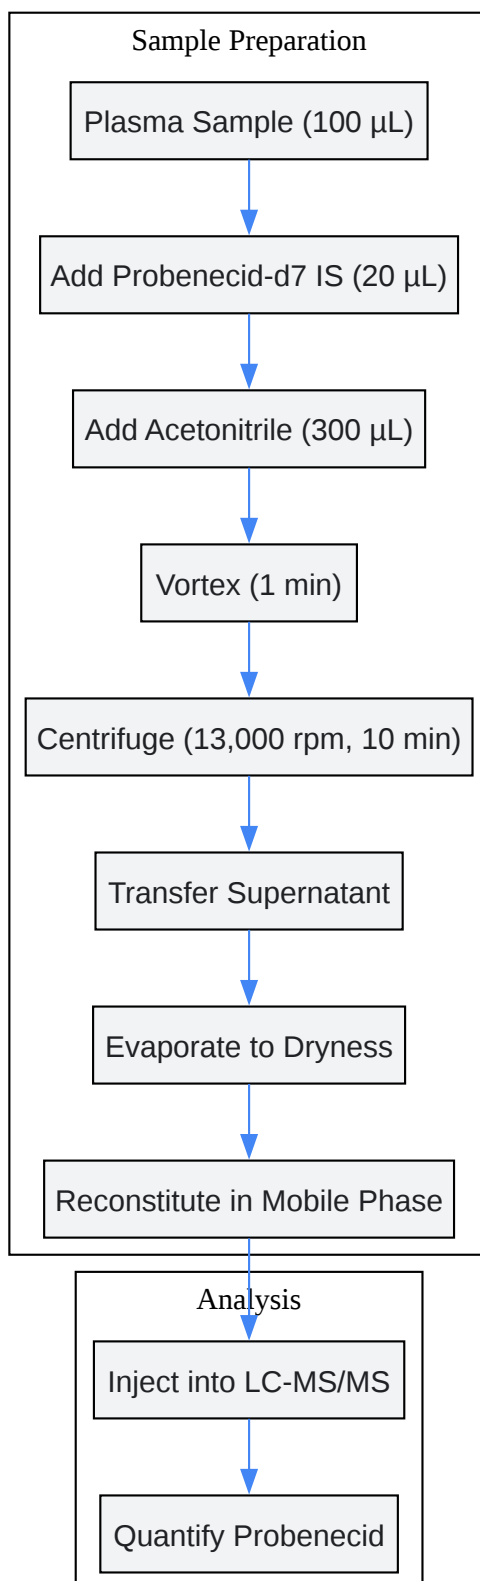 Sample Preparation
Plasma Sample (100 µL)
Add Probenecid-d7 IS (20 µL)
Add Acetonitrile (300 µL)
Vortex (1 min)
Centrifuge (13,000 rpm, 10 min)
Transfer Supernatant
Evaporate to Dryness
Reconstitute in Mobile Phase
Analysis
Inject into LC-MS/MS
Quantify Probenecid